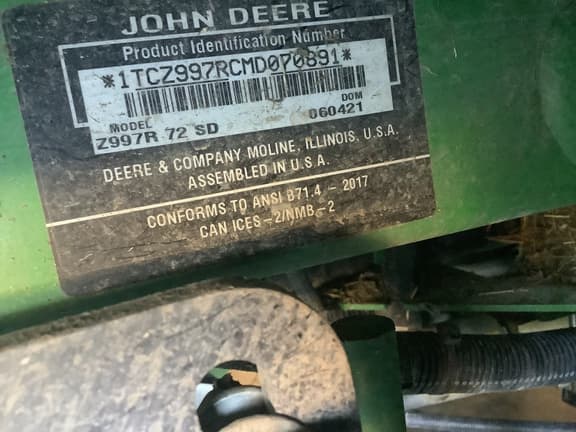 JOHN DEERE
Product Identification Number
*1TCZ997RCMD070891*
MODEL DOM
Z997R 72 SD 060421
DEERE & COMPANY MOLINE, ILLINOIS, U.S.A.
ASSEMBLED IN U.S.A.
CONFORMS TO ANSI B71.4 - 2017
CAN ICES-2/NMB-2